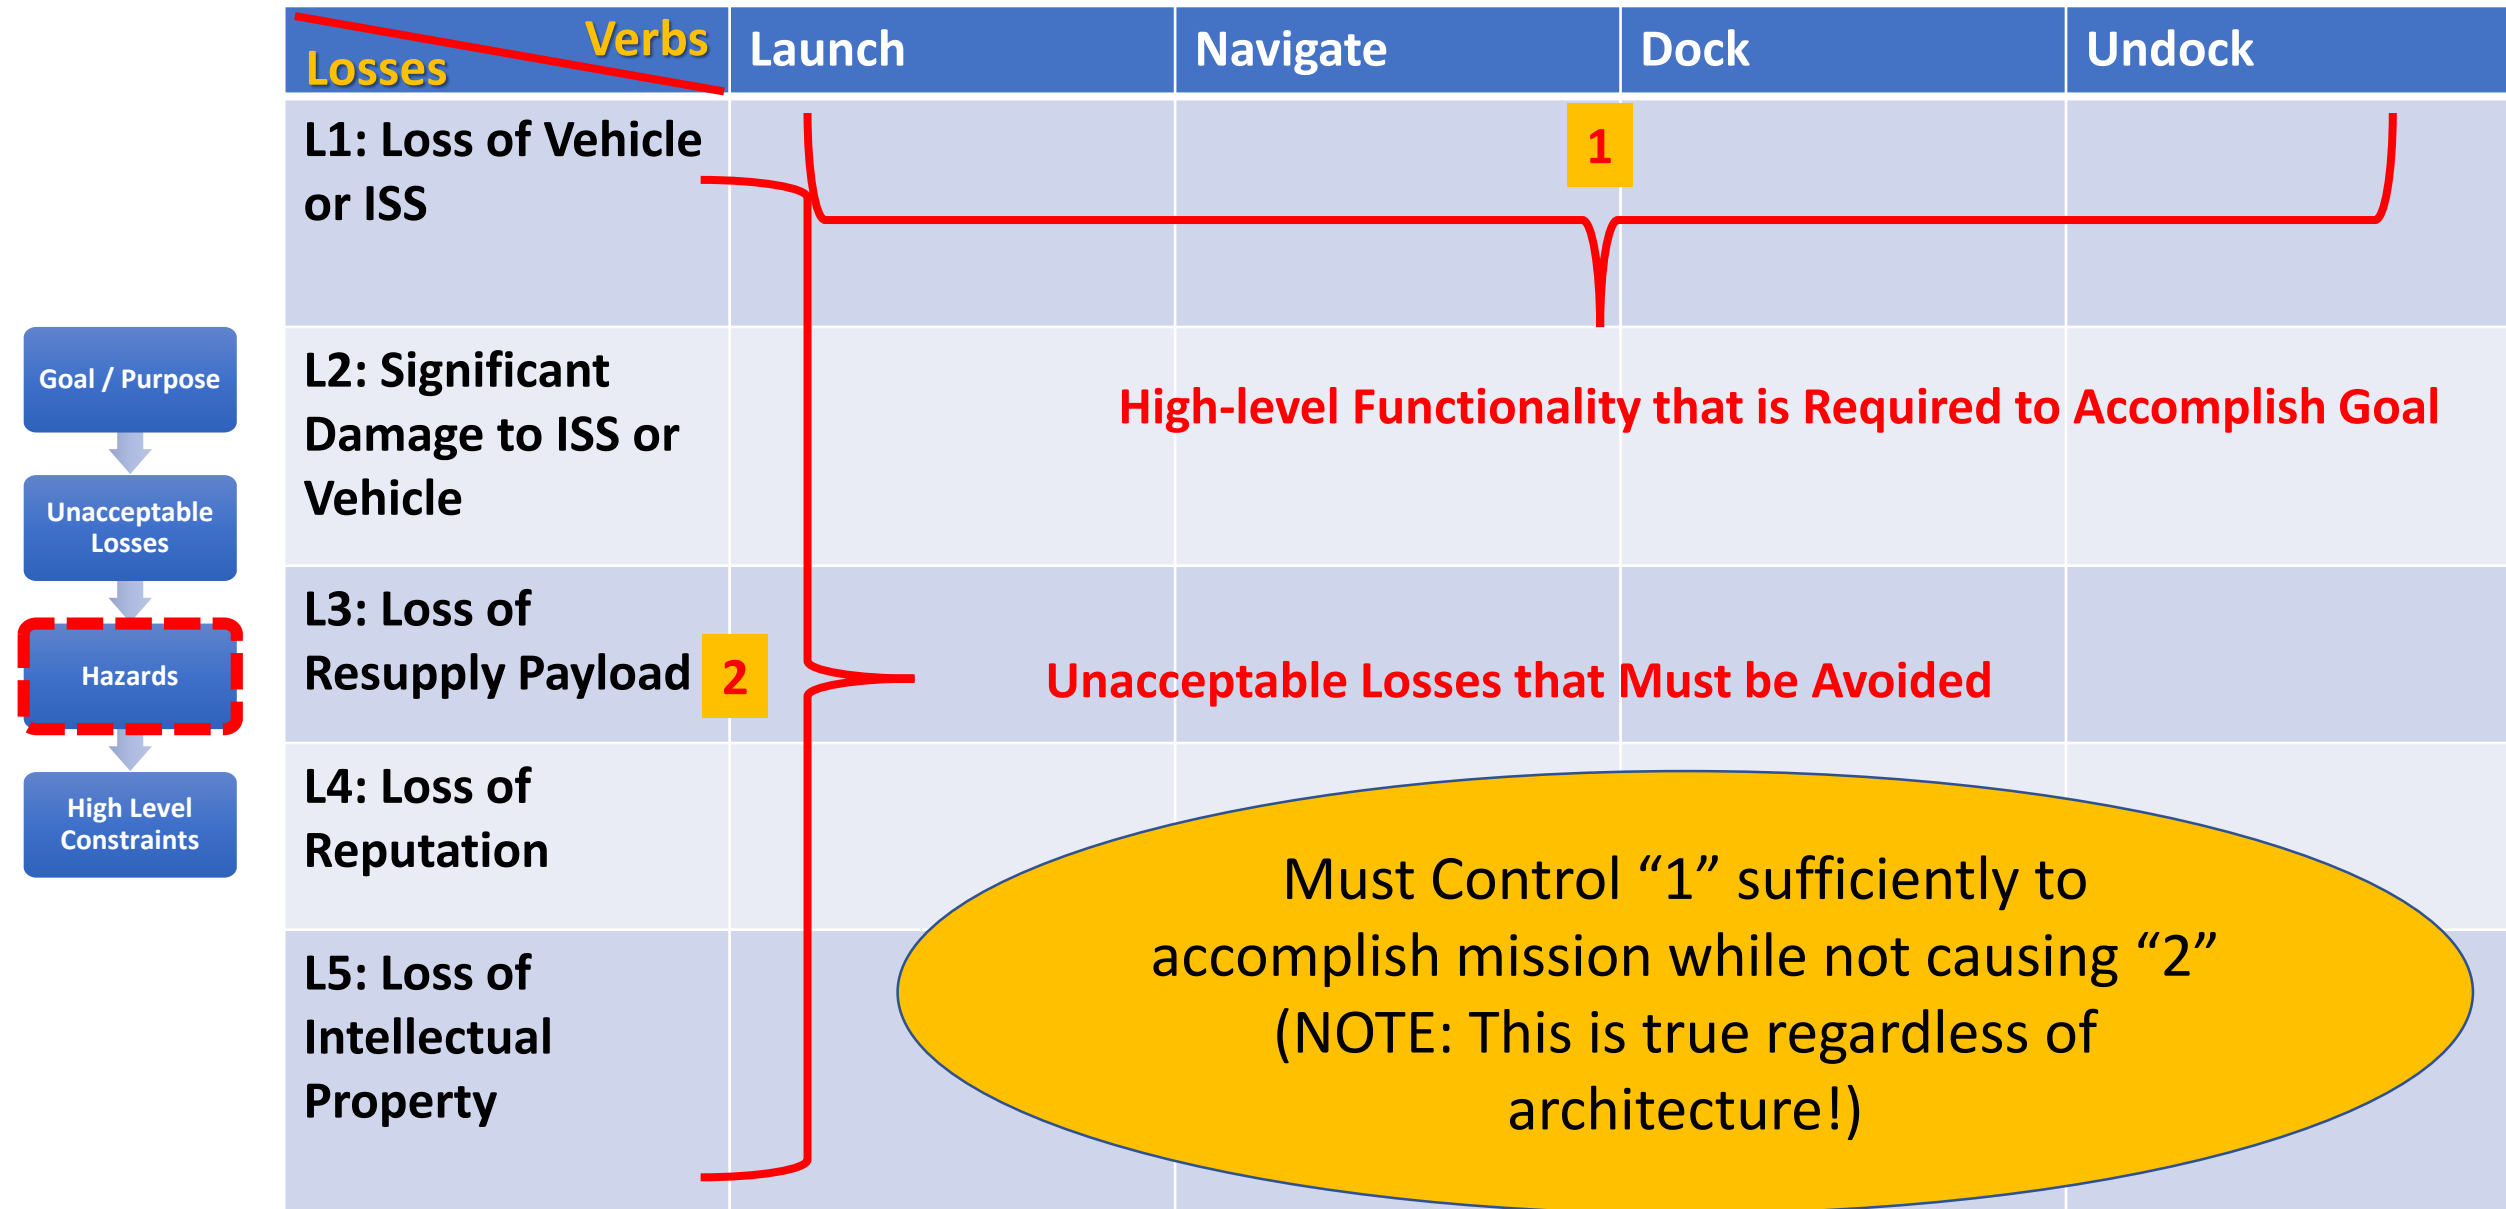 Verbs
Losses
Launch
Navigate
Dock
Undock
L1: Loss of Vehicle
or ISS
1
L2: Significant
Damage to ISS or
Vehicle
High-level Functionality that is Required to Accomplish Goal
L3: Loss of
Resupply Payload
2
Unacceptable Losses that Must be Avoided
L4: Loss of
Reputation
L5: Loss of
Intellectual
Property
Must Control “1” sufficiently to
accomplish mission while not causing “2”
(NOTE: This is true regardless of
architecture!)
Goal / Purpose
Unacceptable
Losses
Hazards
High Level
Constraints